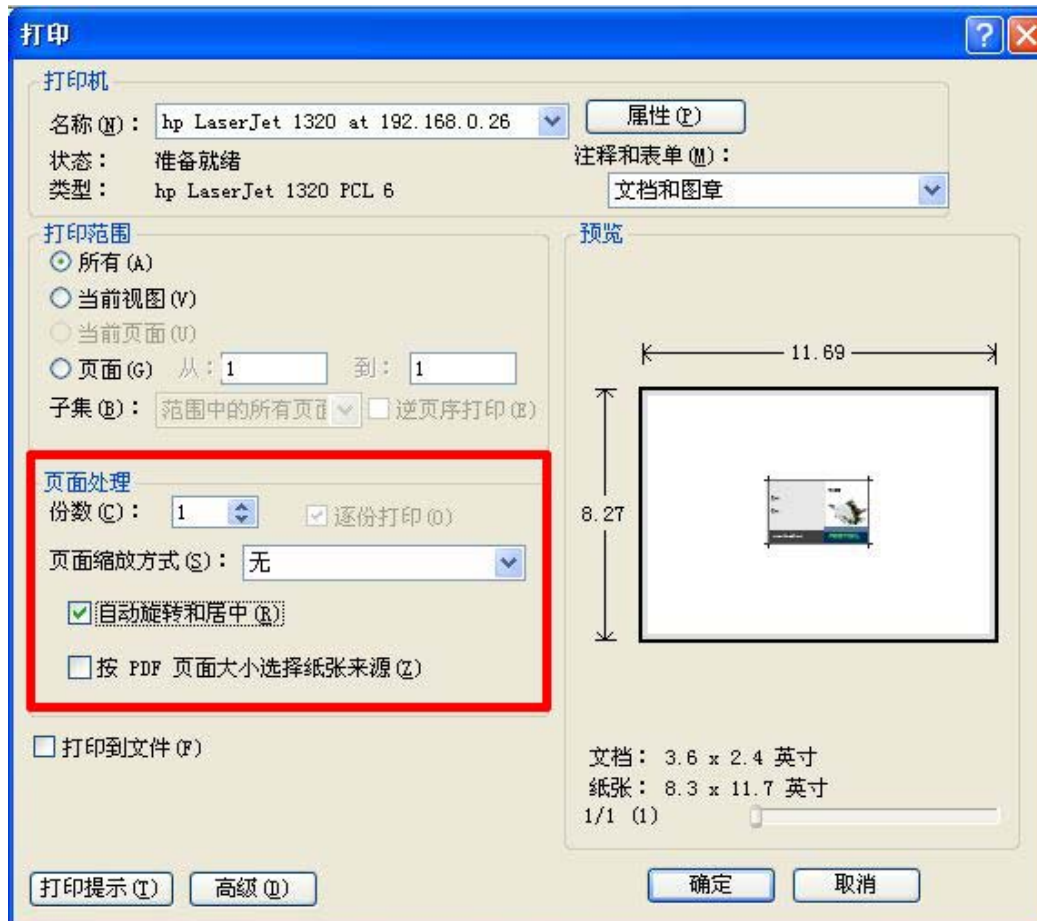 打印
打印机
名称(N)： hp LaserJet 1320 at 192.168.0.26 属性(P)
状态： 准备就绪 注释和表单(M)：
类型： hp LaserJet 1320 PCL 6 文档和图章
打印范围
所有(A)
当前视图(V)
当前页面(U)
页面(G) 从：1 到：1
子集(B)： 范围中的所有页 逆页序打印(E)
页面处理
份数(C)： 1 逐份打印(O)
页面缩放方式(S)： 无
自动旋转和居中(R)
按 PDF 页面大小选择纸张来源(Z)
打印到文件(F)
预览
11.69
8.27
文档： 3.6 x 2.4 英寸
纸张： 8.3 x 11.7 英寸
1/1 (1)
打印提示(T) 高级(D) 确定 取消